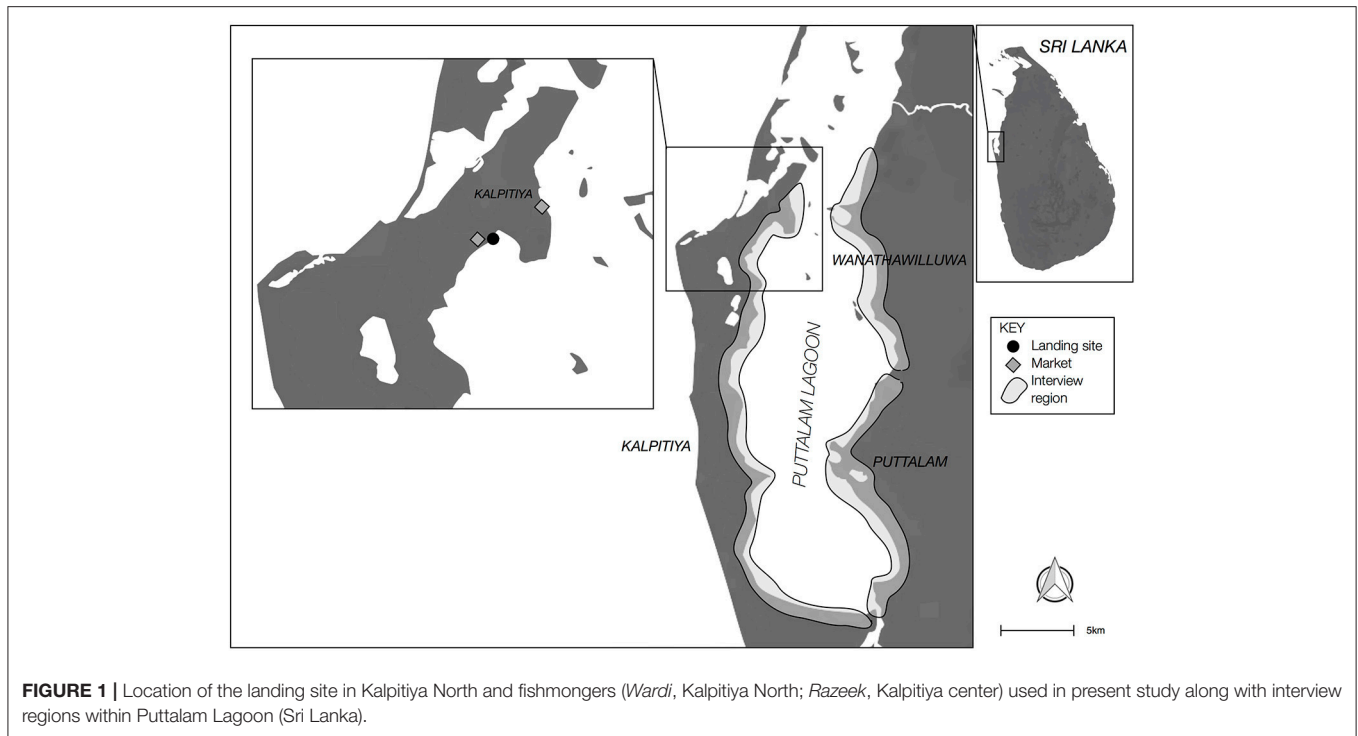 SRI LANKA
KALPITIYA
WANATHAWILLUWA
PUTTALAM LAGOON
KALPITIYA
PUTTALAM
KEY
Landing site
Market
Interview
region
5km
FIGURE 1 | Location of the landing site in Kalpitiya North and fishmongers (Wardi, Kalpitiya North; Razeek, Kalpitiya center) used in present study along with interview
regions within Puttalam Lagoon (Sri Lanka).